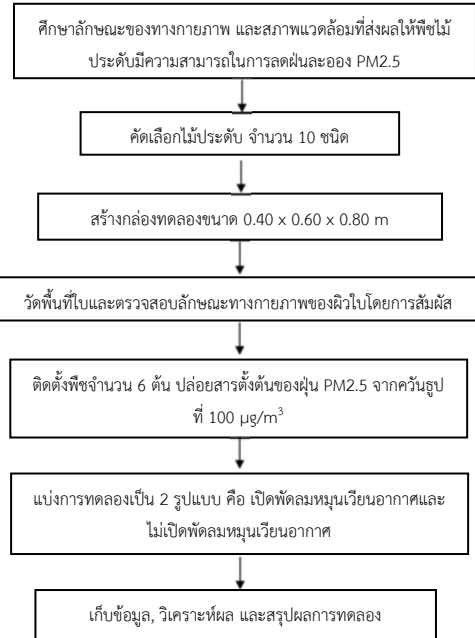 ศึกษาลักษณะของทางกายภาพ และสภาพแวดล้อมที่ส่งผลให้พืชไม้
ประดับมีความสามารถในการลดฝุ่นละออง PM2.5
คัดเลือกไม้ประดับ จำนวน 10 ชนิด
สร้างกล่องทดลองขนาด 0.40 x 0.60 x 0.80 m
วัดพื้นที่ใบและตรวจสอบลักษณะทางกายภาพของผิวใบโดยการสัมผัส
ติดตั้งพืชจำนวน 6 ต้น ปล่อยสารตั้งต้นของฝุ่น PM2.5 จากควันธูป
ที่ 100 µg/m³
แบ่งการทดลองเป็น 2 รูปแบบ คือ เปิดพัดลมหมุนเวียนอากาศและ
ไม่เปิดพัดลมหมุนเวียนอากาศ
เก็บข้อมูล, วิเคราะห์ผล และสรุปผลการทดลอง